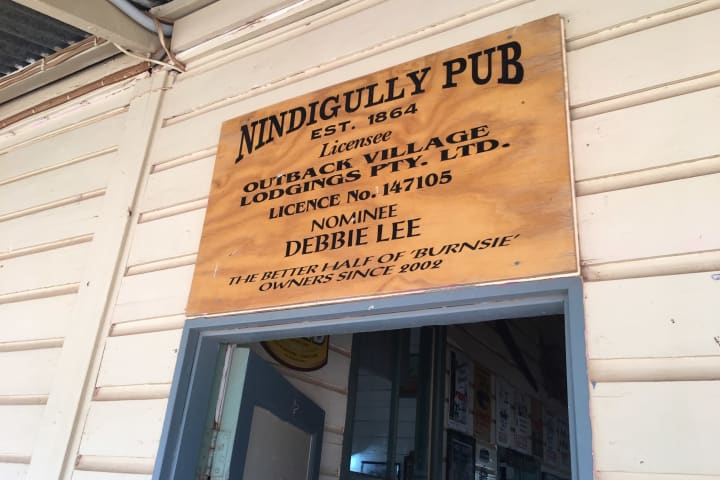 NINDIGULLY PUB
EST. 1864
Licensee
OUTBACK VILLAGE
LODGINGS PTY. LTD.
LICENCE No. 147105
NOMINEE
DEBBIE LEE
THE BETTER HALF OF 'BURNSIE'
OWNERS SINCE 2002